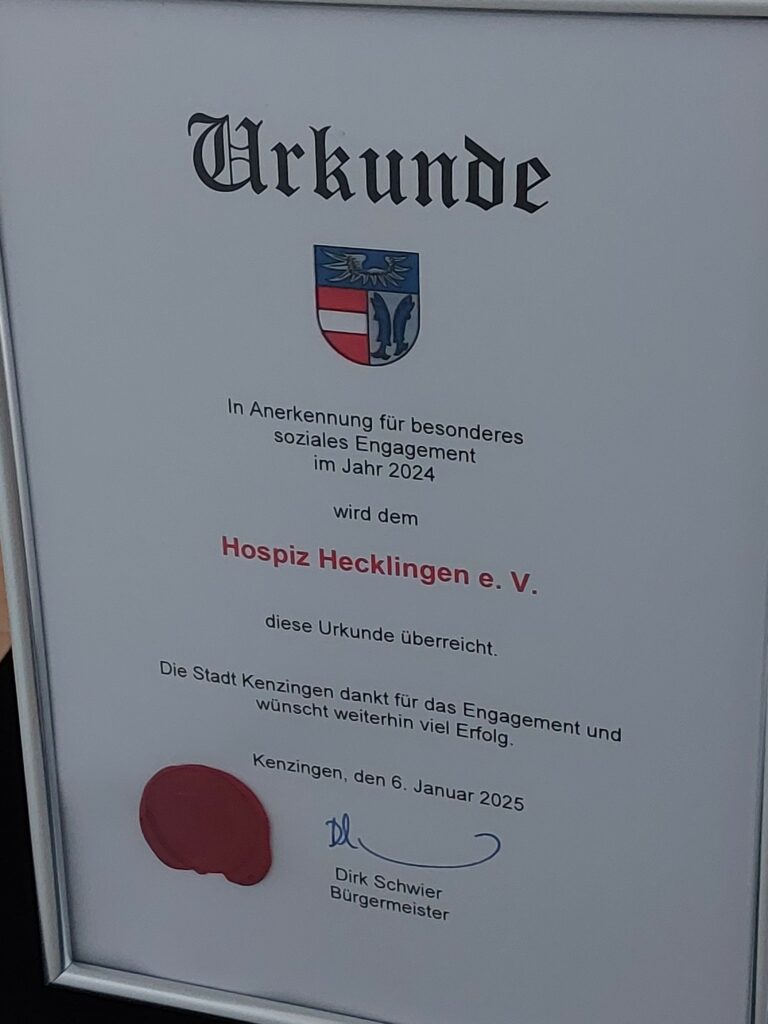 Urkunde
In Anerkennung für besonderes
soziales Engagement
im Jahr 2024
wird dem
Hospiz Hecklingen e. V.
diese Urkunde überreicht.
Die Stadt Kenzingen dankt für das Engagement und
wünscht weiterhin viel Erfolg.
Kenzingen, den 6. Januar 2025
Dirk Schwier
Bürgermeister